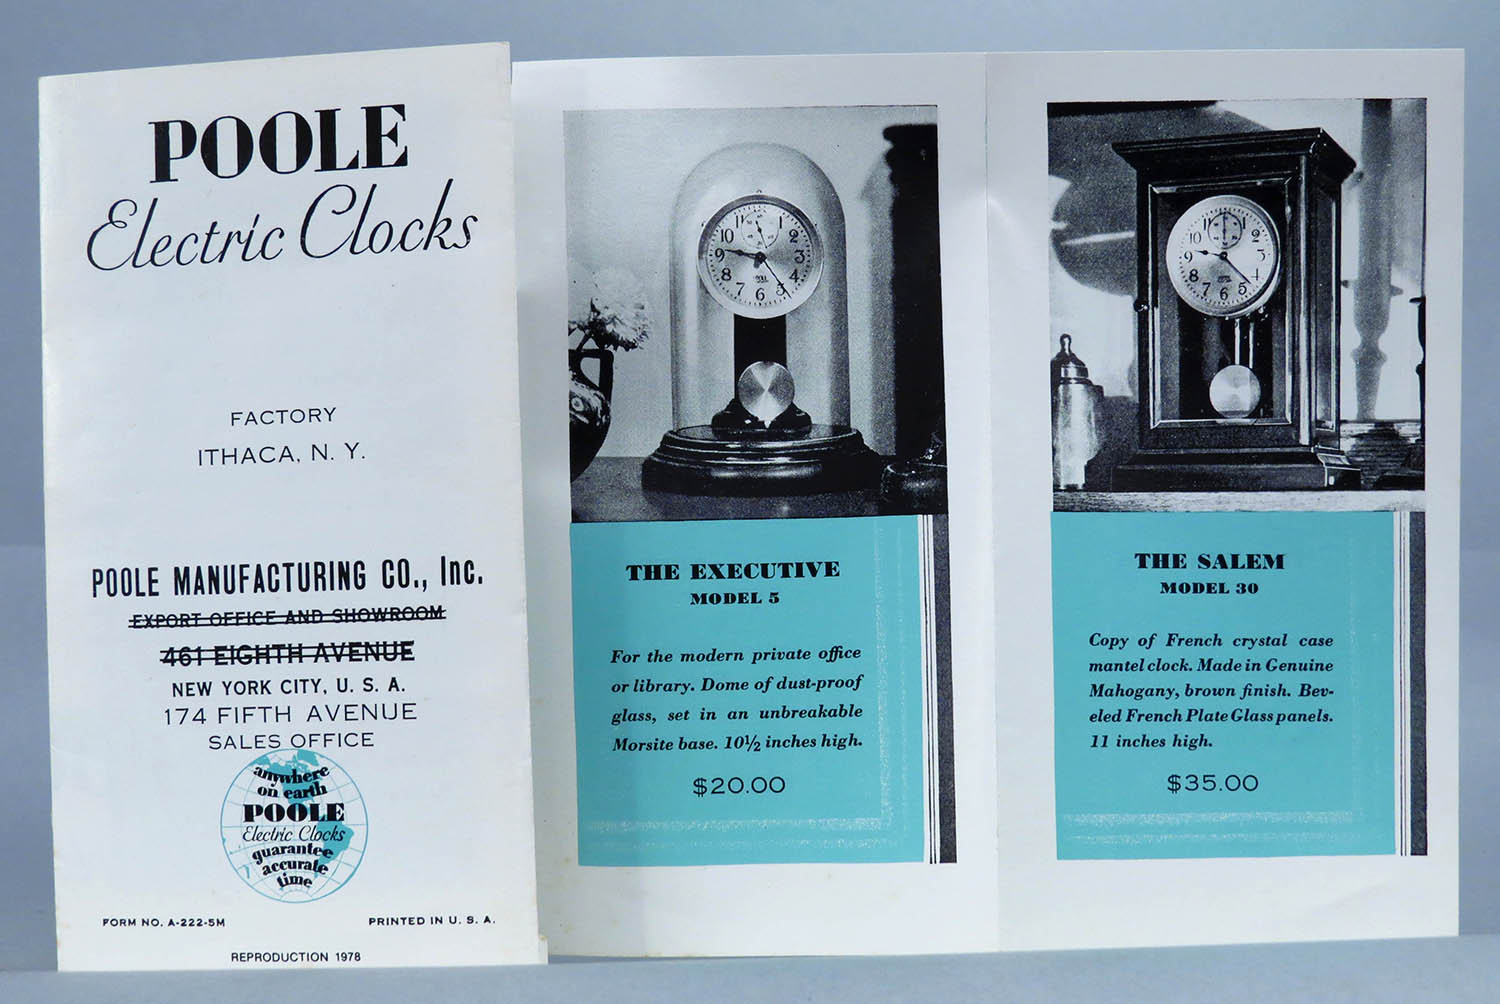 POOLE
Electric Clocks
FACTORY
ITHACA, N. Y.
POOLE MANUFACTURING CO., Inc.
EXPORT OFFICE AND SHOWROOM
461 EIGHTH AVENUE
NEW YORK CITY, U. S. A.
174 FIFTH AVENUE
SALES OFFICE
anywhere
on earth
POOLE
Electric Clocks
guarantee
accurate
time
FORM NO. A-222-5M
PRINTED IN U. S. A.
REPRODUCTION 1978
THE EXECUTIVE
MODEL 5
For the modern private office
or library. Dome of dust-proof
glass, set in an unbreakable
Morsite base. 10½ inches high.
$20.00
THE SALEM
MODEL 30
Copy of French crystal case
mantel clock. Made in Genuine
Mahogany, brown finish. Bev-
eled French Plate Glass panels.
11 inches high.
$35.00